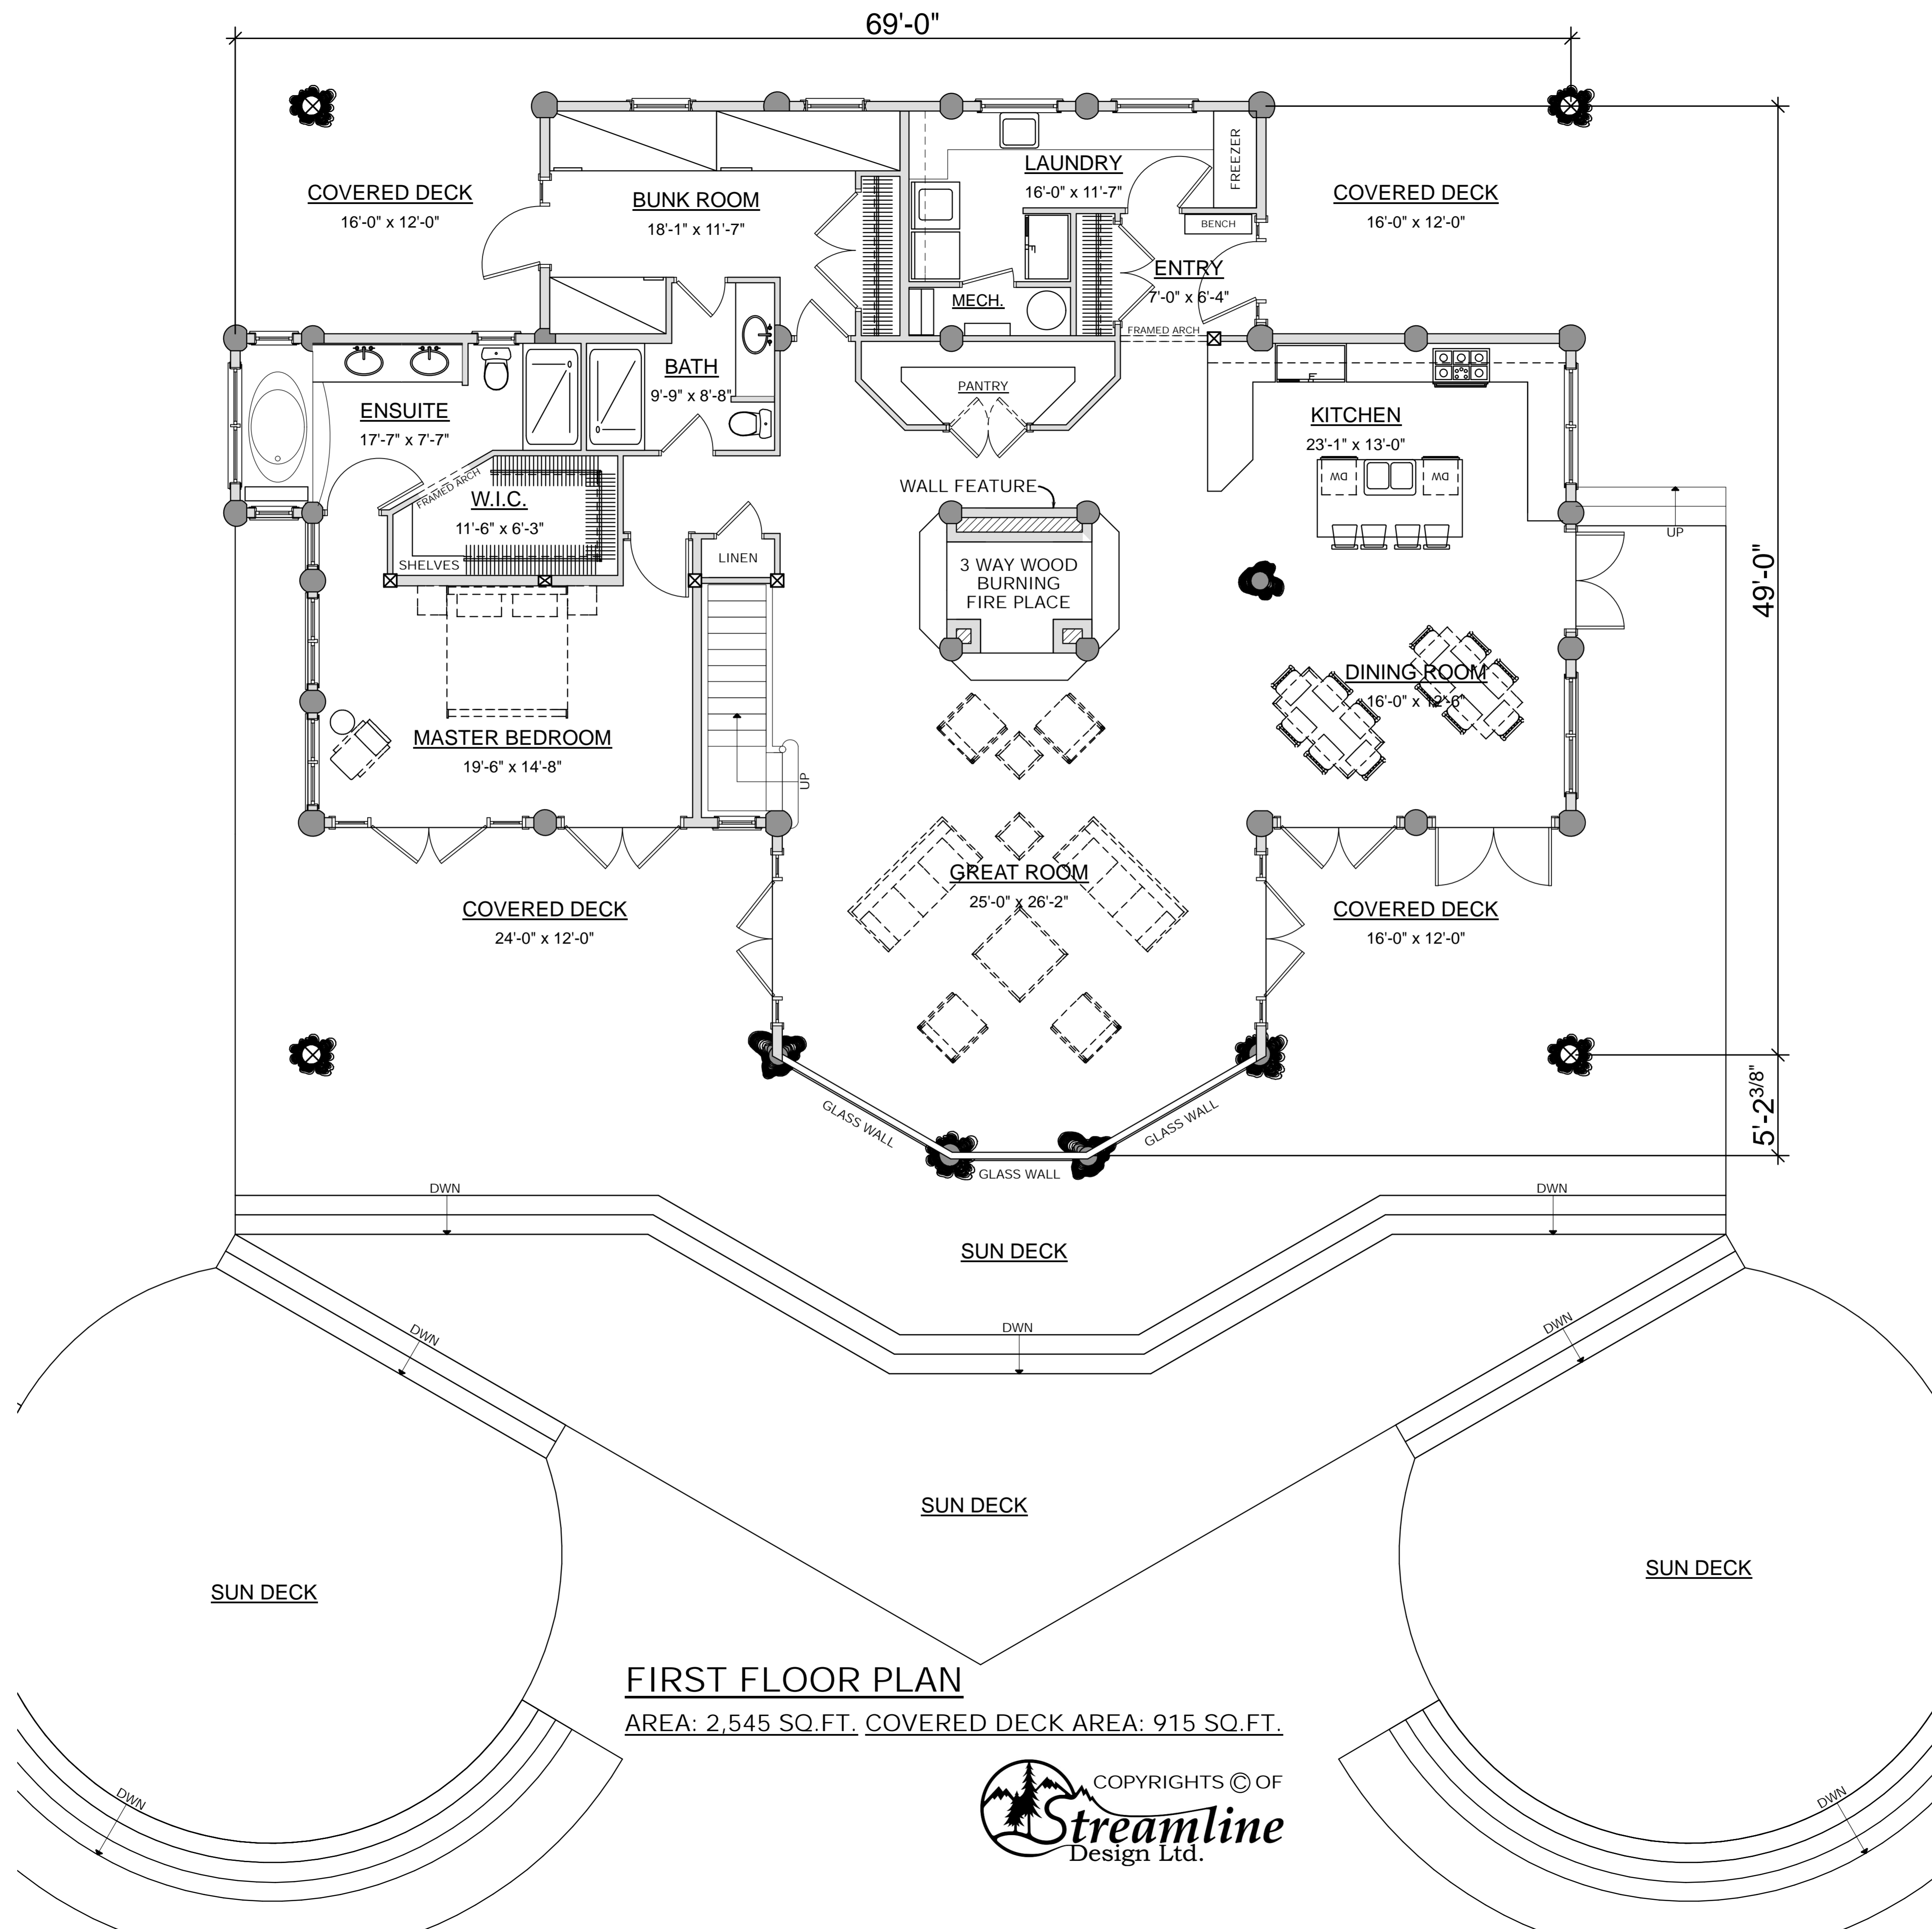 69'-0"
COVERED DECK
16'-0" x 12'-0"
BUNK ROOM
18'-1" x 11'-7"
LAUNDRY
16'-0" x 11'-7"
FREEZER
BENCH
COVERED DECK
16'-0" x 12'-0"
ENTRY
7'-0" x 6'-4"
MECH.
FRAMED ARCH
BATH
9'-9" x 8'-8"
PANTRY
ENSUITE
17'-7" x 7'-7"
KITCHEN
23'-1" x 13'-0"
DW
DW
FRAMED ARCH
W.I.C.
11'-6" x 6'-3"
SHELVES
WALL FEATURE
LINEN
3 WAY WOOD
BURNING
FIRE PLACE
UP
49'-0"
DINING ROOM
16'-0" x 12'-6"
MASTER BEDROOM
19'-6" x 14'-8"
UP
GREAT ROOM
25'-0" x 26'-2"
COVERED DECK
24'-0" x 12'-0"
COVERED DECK
16'-0" x 12'-0"
5'-2 3/8"
GLASS WALL
GLASS WALL
GLASS WALL
DWN
DWN
SUN DECK
DWN
DWN
DWN
SUN DECK
SUN DECK
SUN DECK
FIRST FLOOR PLAN
AREA: 2,545 SQ.FT. COVERED DECK AREA: 915 SQ.FT.
COPYRIGHTS © OF
Streamline
Design Ltd.
DWN
DWN